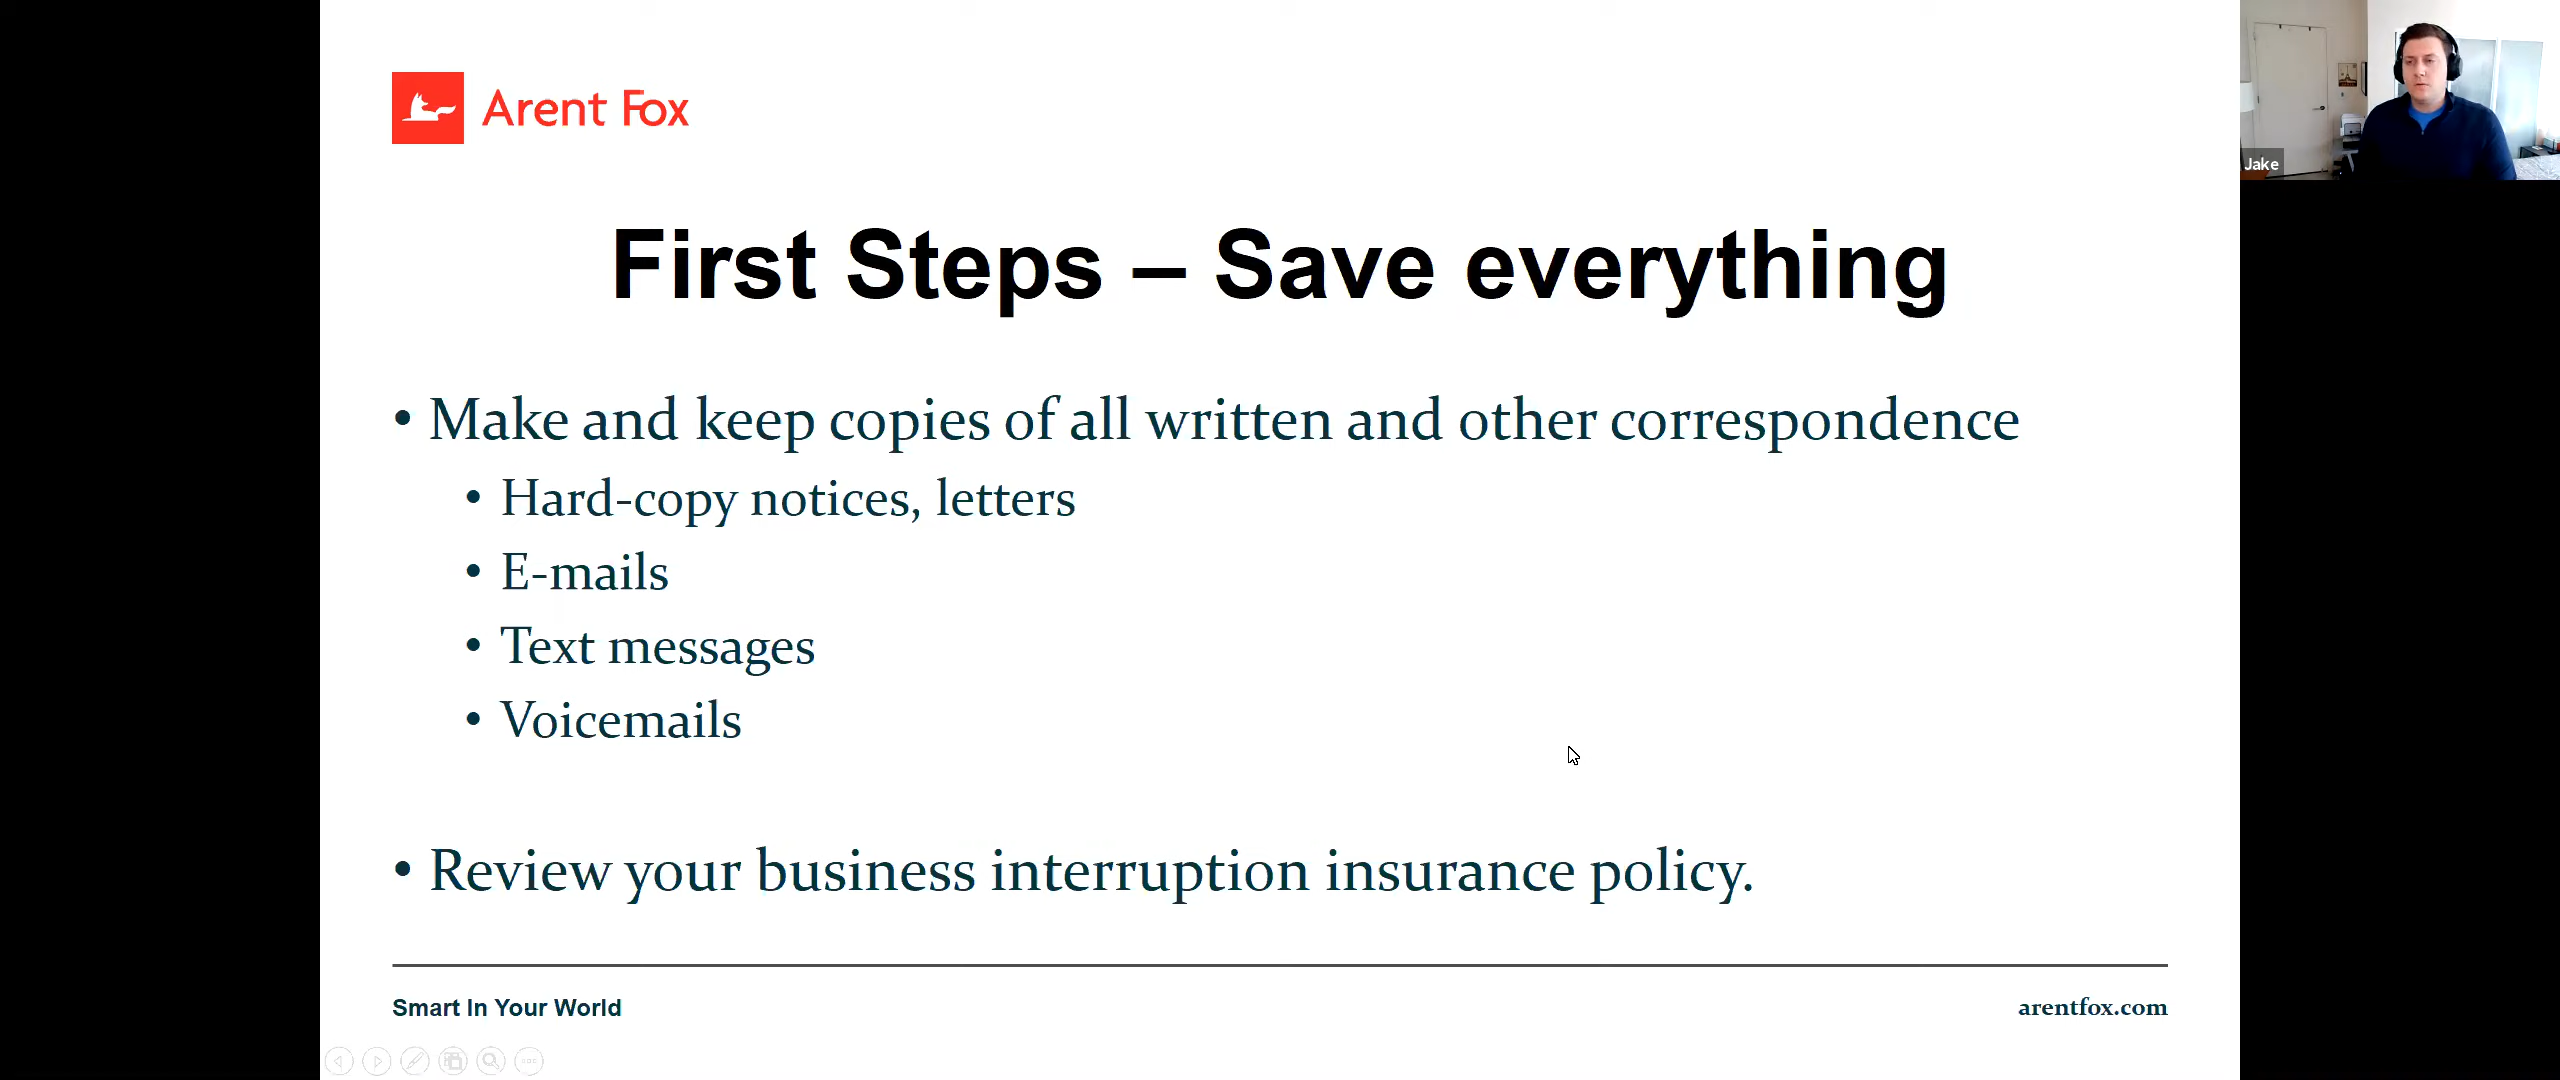 Arent Fox
Jake
First Steps – Save everything
• Make and keep copies of all written and other correspondence
• Hard-copy notices, letters
• E-mails
• Text messages
• Voicemails
• Review your business interruption insurance policy.
Smart In Your World
arentfox.com